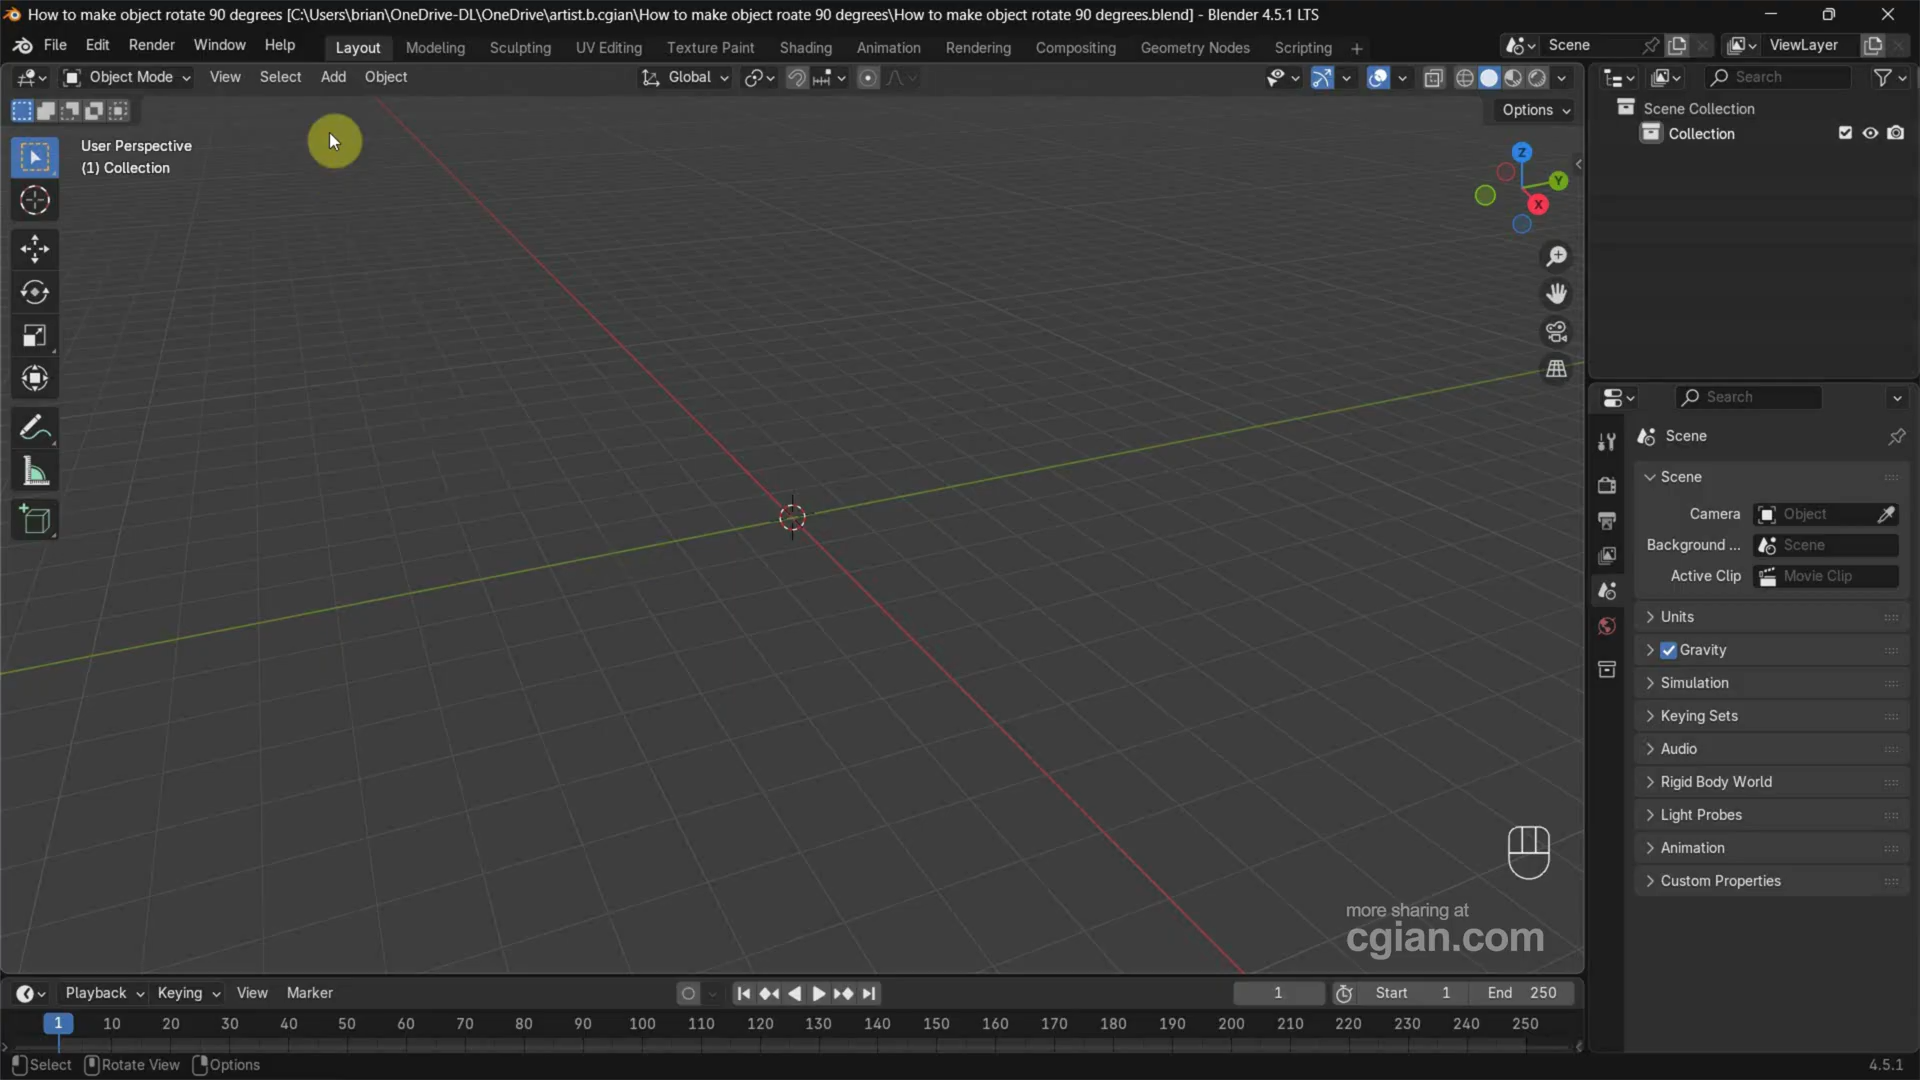 How to make object rotate 90 degrees [C:\Users\brian\OneDrive-DL\OneDrive\artist.b.cgian\How to make object roate 90 degrees\How to make object rotate 90 degrees.blend] - Blender 4.5.1 LTS
File Edit Render Window Help Layout Modeling Sculpting UV Editing Texture Paint Shading Animation Rendering Compositing Geometry Nodes Scripting + Scene ViewLayer
Object Mode View Select Add Object Global Search
Options
Scene Collection
Collection
User Perspective
(1) Collection
Z
Y
X
Search
Scene
Scene
Camera Object
Background ... Scene
Active Clip Movie Clip
Units
Gravity
Simulation
Keying Sets
Audio
Rigid Body World
Light Probes
Animation
Custom Properties
more sharing at
cgian.com
Playback Keying View Marker 1 Start 1 End 250
1 10 20 30 40 50 60 70 80 90 100 110 120 130 140 150 160 170 180 190 200 210 220 230 240 250
Select Rotate View Options 4.5.1